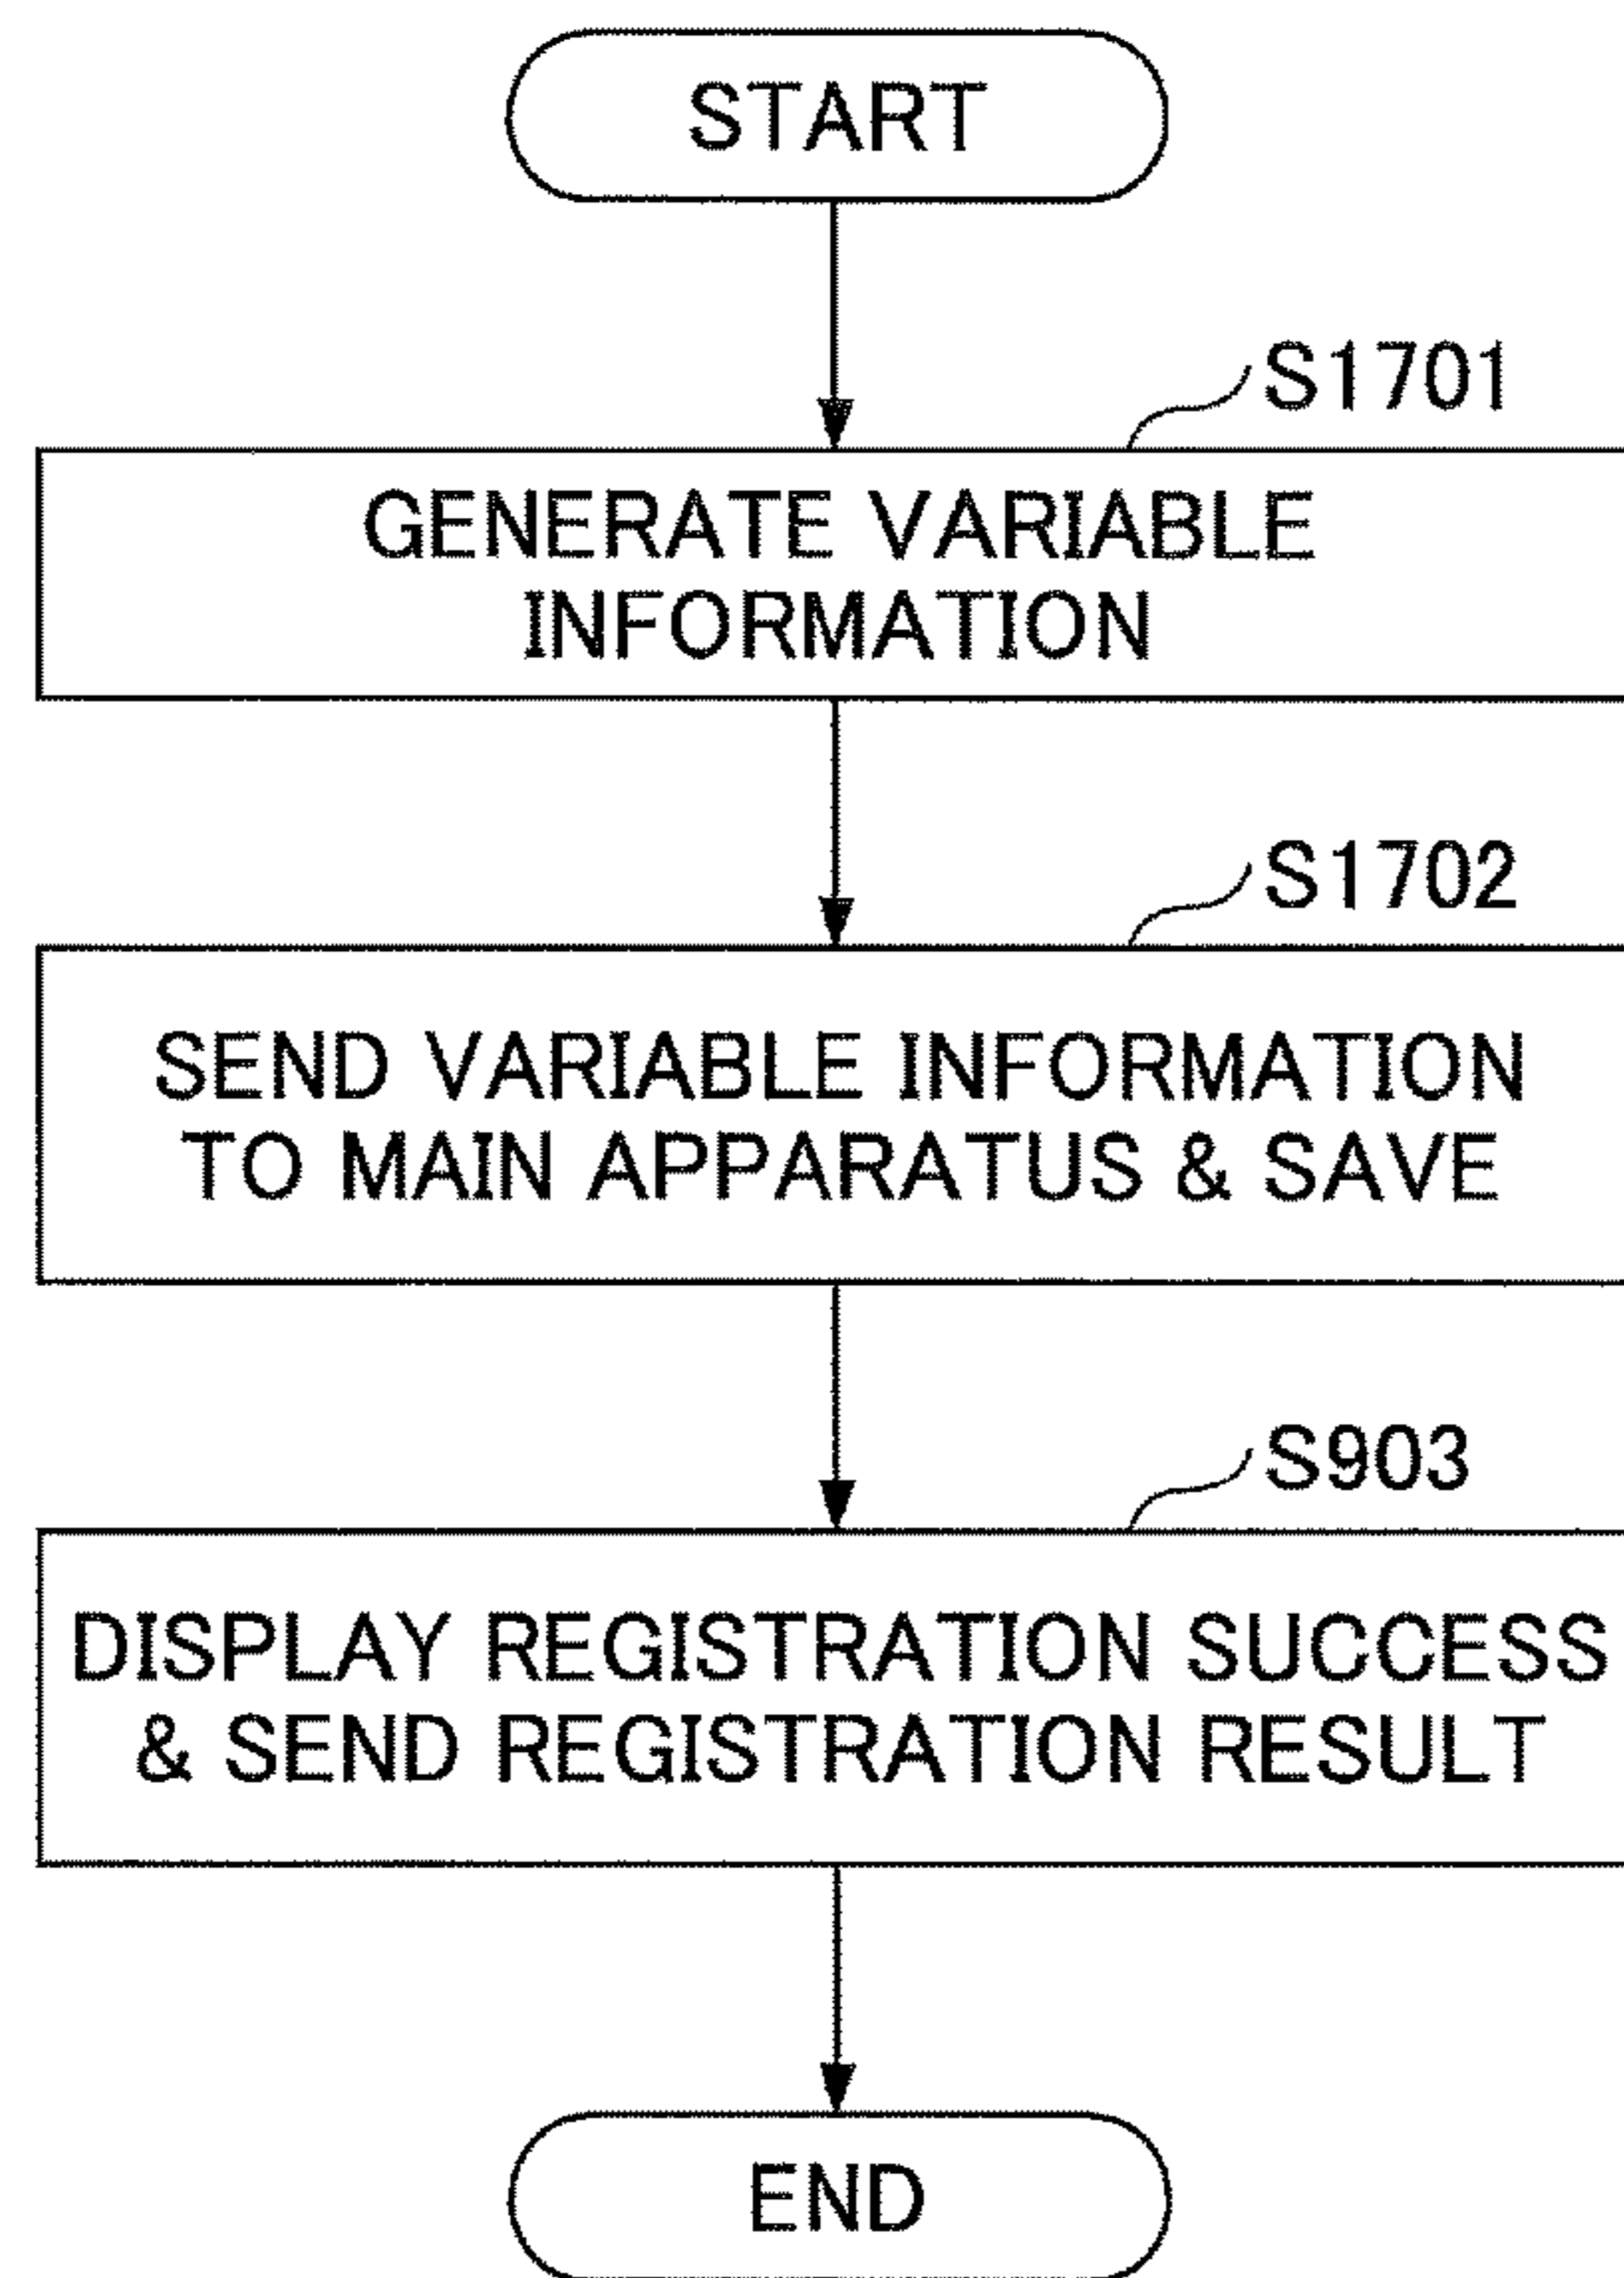 START
S1701
GENERATE VARIABLE
INFORMATION
S1702
SEND VARIABLE INFORMATION
TO MAIN APPARATUS & SAVE
S903
DISPLAY REGISTRATION SUCCESS
& SEND REGISTRATION RESULT
END